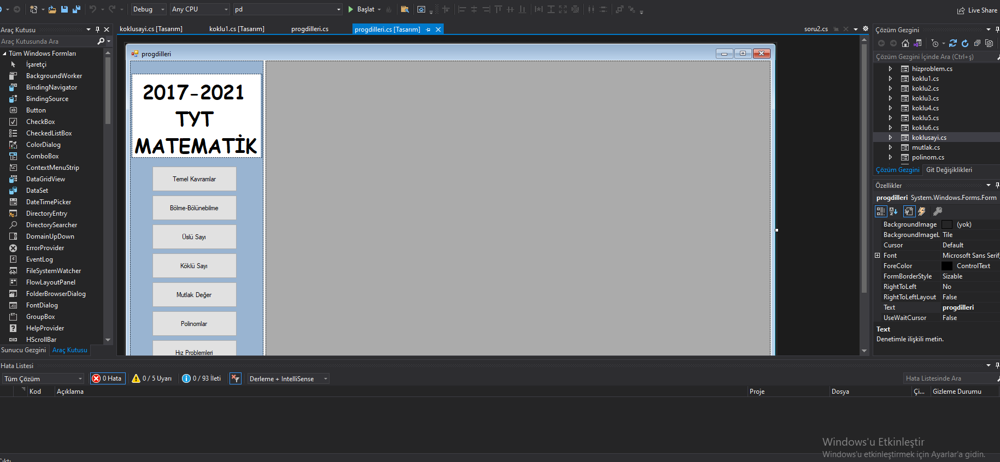 Debug
Any CPU
pd
Başlat
Live Share
Araç Kutusu
Araç Kutusunda Ara
Tüm Windows Formları
İşaretçi
BackgroundWorker
BindingNavigator
BindingSource
Button
CheckBox
CheckedListBox
ColorDialog
ComboBox
ContextMenuStrip
DataGridView
DataSet
DateTimePicker
DirectoryEntry
DirectorySearcher
DomainUpDown
ErrorProvider
EventLog
FileSystemWatcher
FlowLayoutPanel
FolderBrowserDialog
FontDialog
GroupBox
HelpProvider
HScrollBar
Sunucu Gezgini Araç Kutusu
koklusayi.cs [Tasarım]
koklu1.cs [Tasarım]
progdilleri.cs
progdilleri.cs [Tasarım]
soru2.cs
progdilleri
2017-2021
TYT
MATEMATİK
Temel Kavramlar
Bölme-Bölünebilme
Üslü Sayı
Köklü Sayı
Mutlak Değer
Polinomlar
Hız Problemleri
Çözüm Gezgini
Çözüm Gezgini İçinde Ara (Ctrl+ş)
hizproblem.cs
koklu1.cs
koklu2.cs
koklu3.cs
koklu4.cs
koklu5.cs
koklu6.cs
koklusayi.cs
mutlak.cs
polinom.cs
Çözüm Gezgini Git Değişiklikleri
Özellikler
progdilleri System.Windows.Forms.Form
BackgroundImage (yok)
BackgroundImageL Tile
Cursor Default
Font Microsoft Sans Serif,
ForeColor ControlText
FormBorderStyle Sizable
RightToLeft No
RightToLeftLayout False
Text progdilleri
UseWaitCursor False
Text
Denetimle ilişkili metin.
Hata Listesi
Tüm Çözüm
0 Hata
0 / 5 Uyarı
0 / 93 İleti
Derleme + IntelliSense
Hata Listesinde Ara
Kod Açıklama Proje Dosya Çi... Gizleme Durumu
Windows'u Etkinleştir
Windows'u etkinleştirmek için Ayarlar'a gidin.